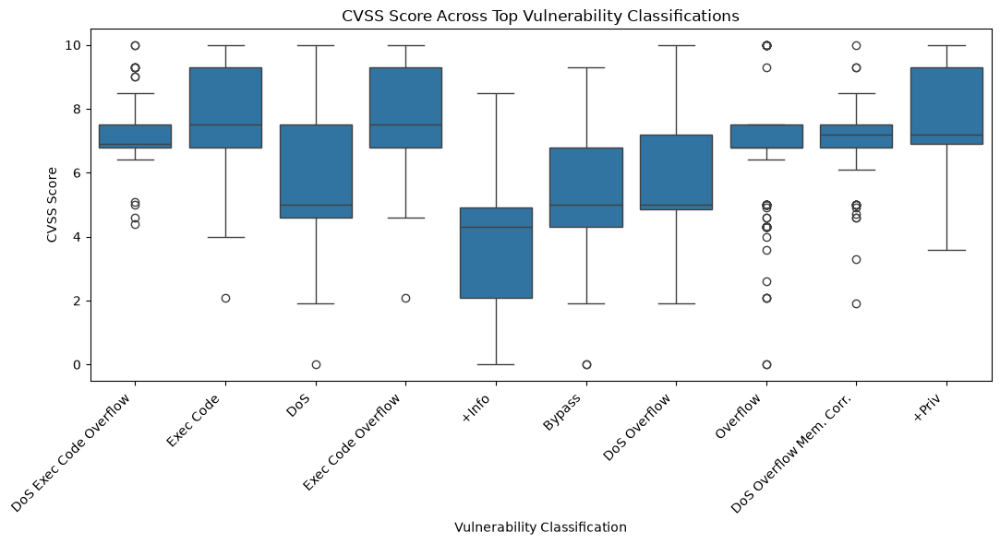 CVSS Score Across Top Vulnerability Classifications
CVSS Score
10
8
6
4
2
0
DoS Exec Code Overflow
Exec Code
DoS
Exec Code Overflow
+Info
Bypass
DoS Overflow
Overflow
DoS Overflow Mem. Corr.
+Priv
Vulnerability Classification